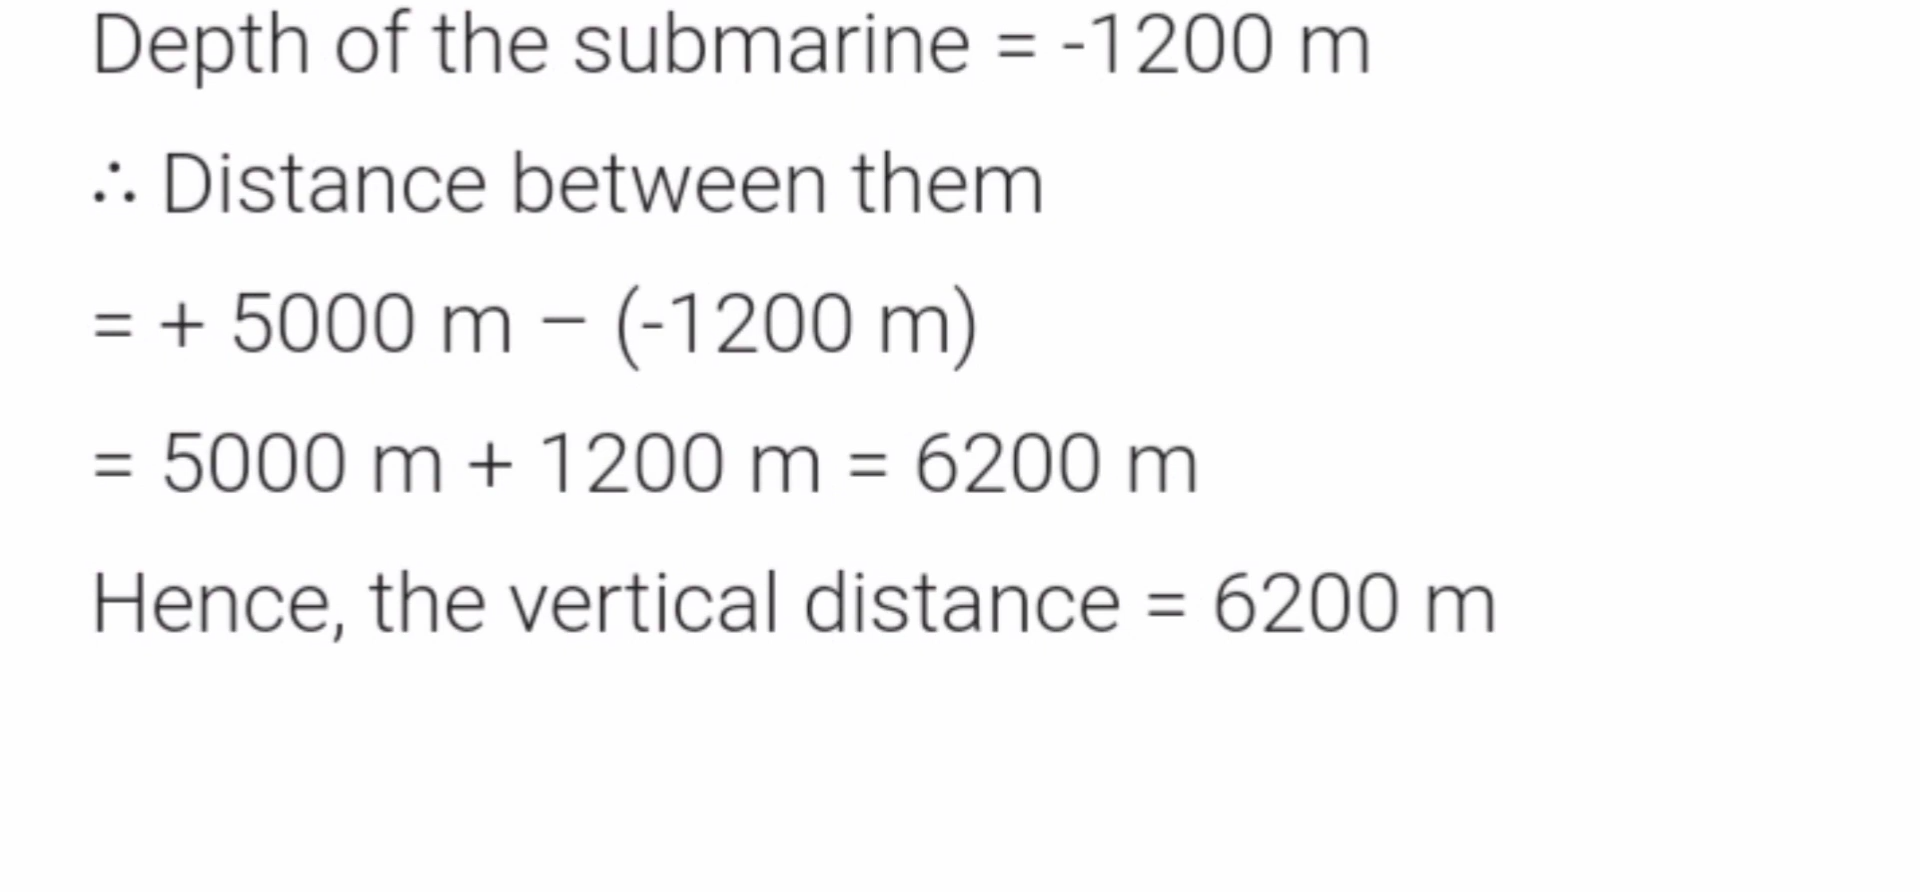 Depth of the submarine = -1200 m
∴ Distance between them
= + 5000 m – (-1200 m)
= 5000 m + 1200 m = 6200 m
Hence, the vertical distance = 6200 m